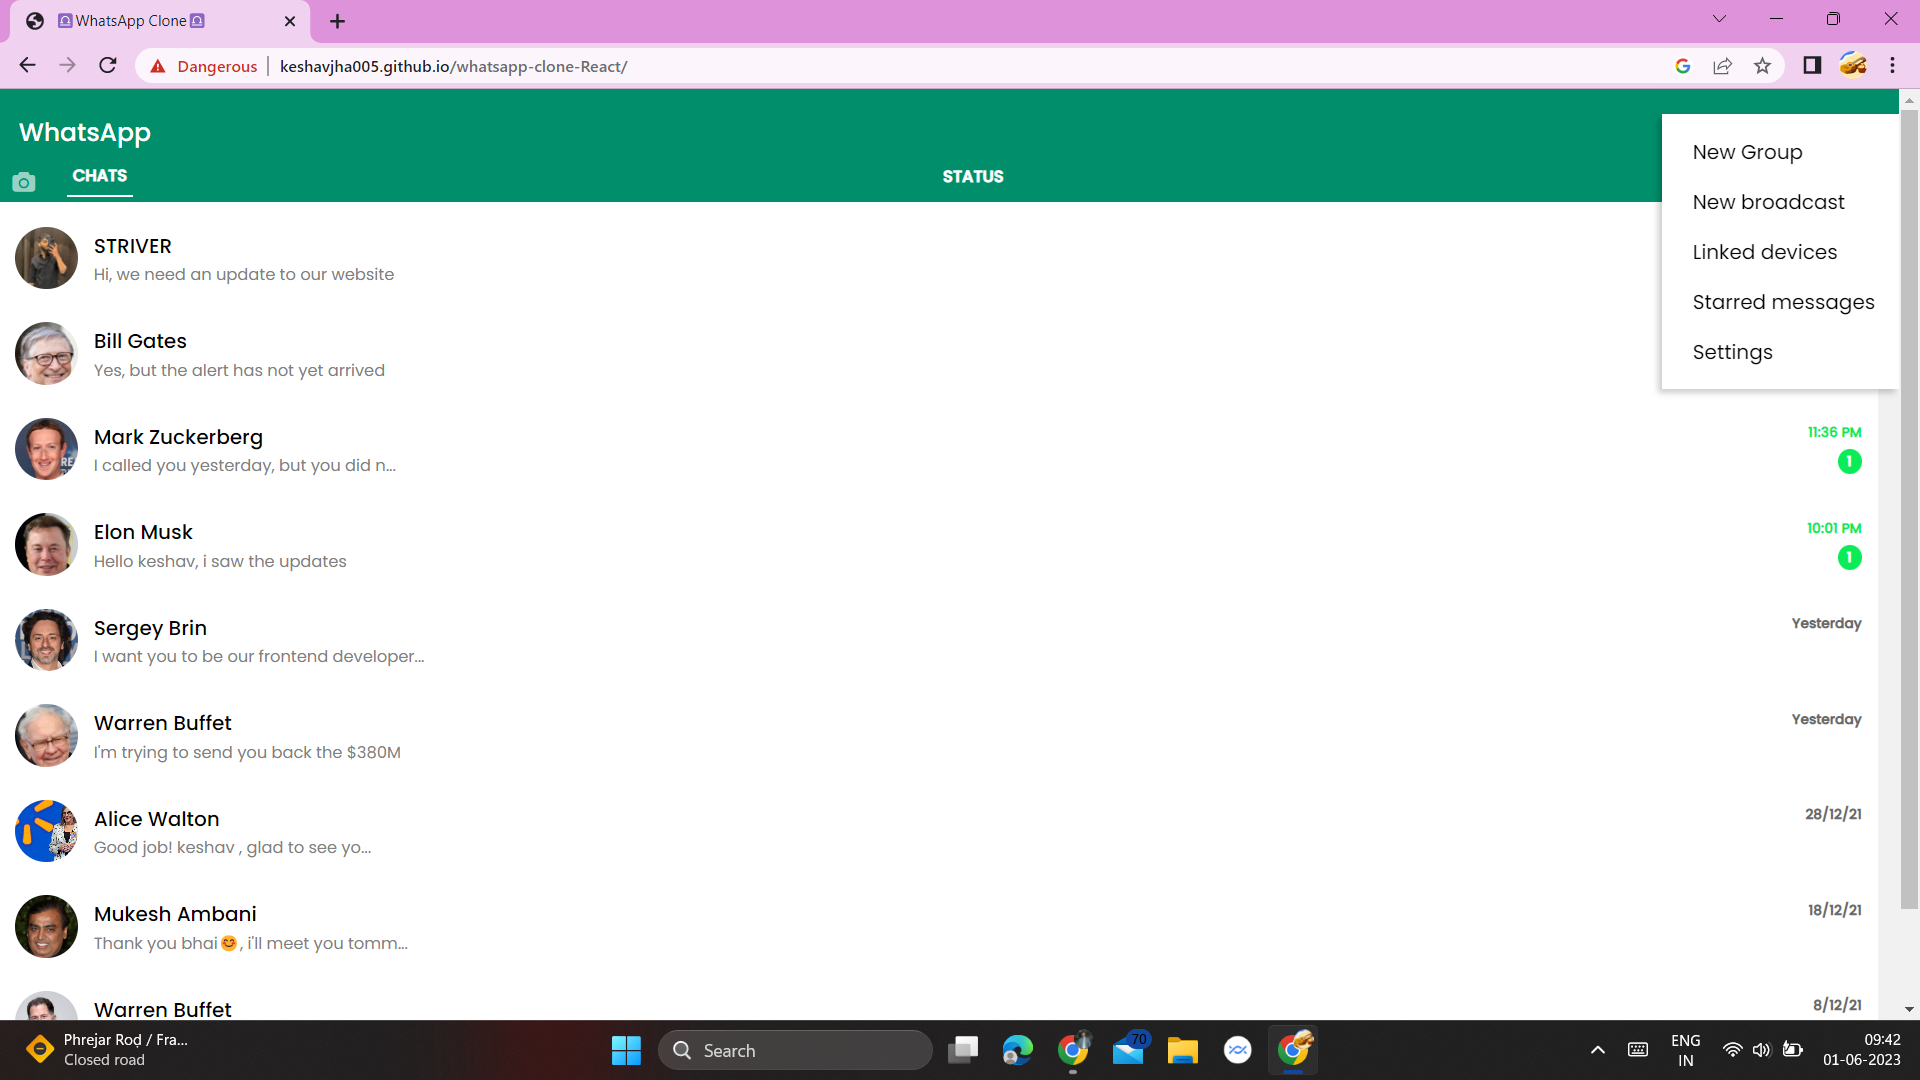 WhatsApp Clone
Dangerous
keshavjha005.github.io/whatsapp-clone-React/
WhatsApp
CHATS
STATUS
New Group
New broadcast
Linked devices
Starred messages
Settings
STRIVER
Hi, we need an update to our website
Bill Gates
Yes, but the alert has not yet arrived
Mark Zuckerberg
11:36 PM
I called you yesterday, but you did n...
1
Elon Musk
10:01 PM
Hello keshav, i saw the updates
1
Sergey Brin
Yesterday
I want you to be our frontend developer...
Warren Buffet
Yesterday
I'm trying to send you back the $380M
Alice Walton
28/12/21
Good job! keshav , glad to see yo...
Mukesh Ambani
18/12/21
Thank you bhai😊, i'll meet you tomm...
Warren Buffet
8/12/21
Phrejar Roḍ / Fra...
Closed road
Search
70
ENG
IN
09:42
01-06-2023